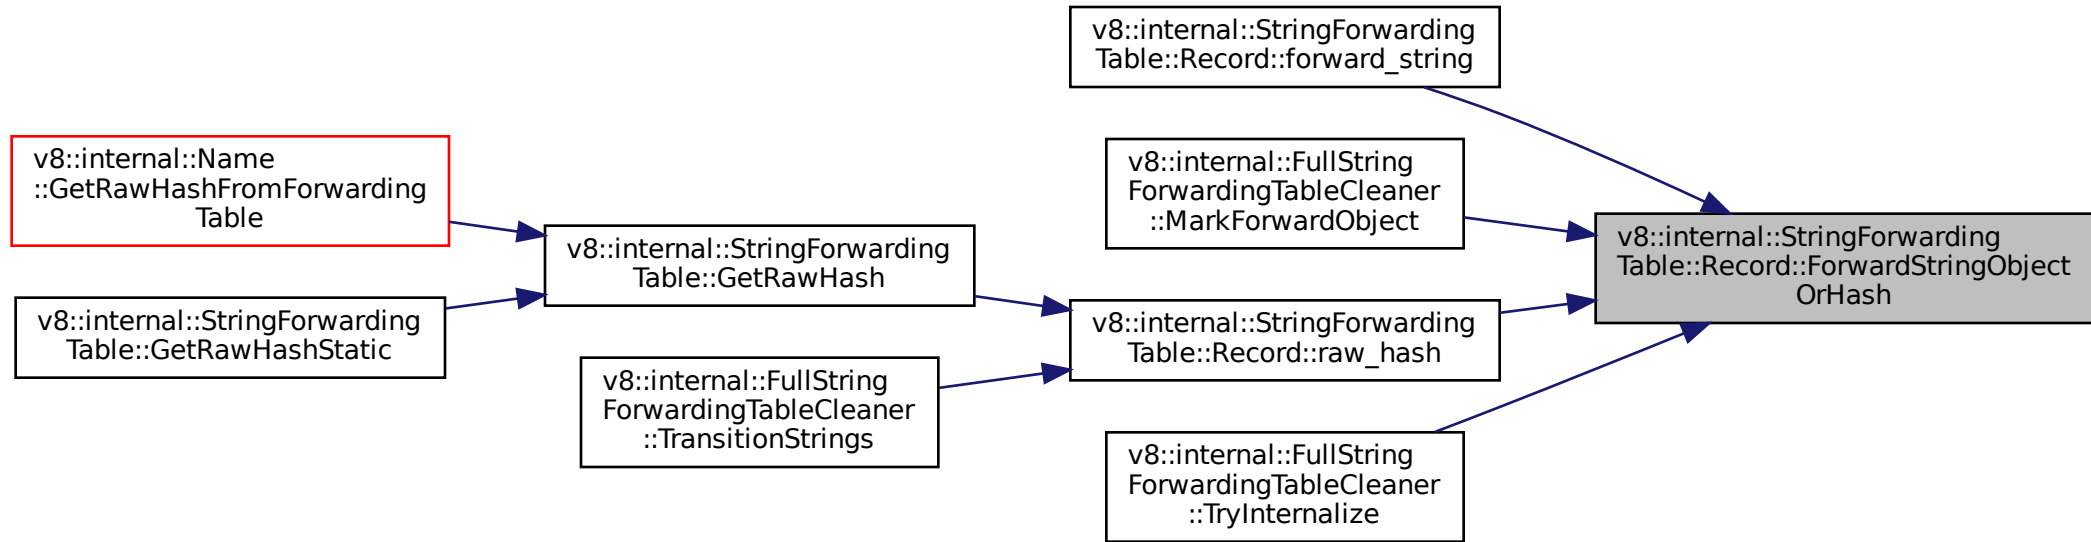 v8::internal::StringForwarding
Table::Record::forward_string
v8::internal::Name
::GetRawHashFromForwarding
Table
v8::internal::FullString
ForwardingTableCleaner
::MarkForwardObject
v8::internal::StringForwarding
Table::GetRawHash
v8::internal::StringForwarding
Table::Record::ForwardStringObject
OrHash
v8::internal::StringForwarding
Table::GetRawHashStatic
v8::internal::StringForwarding
Table::Record::raw_hash
v8::internal::FullString
ForwardingTableCleaner
::TransitionStrings
v8::internal::FullString
ForwardingTableCleaner
::TryInternalize